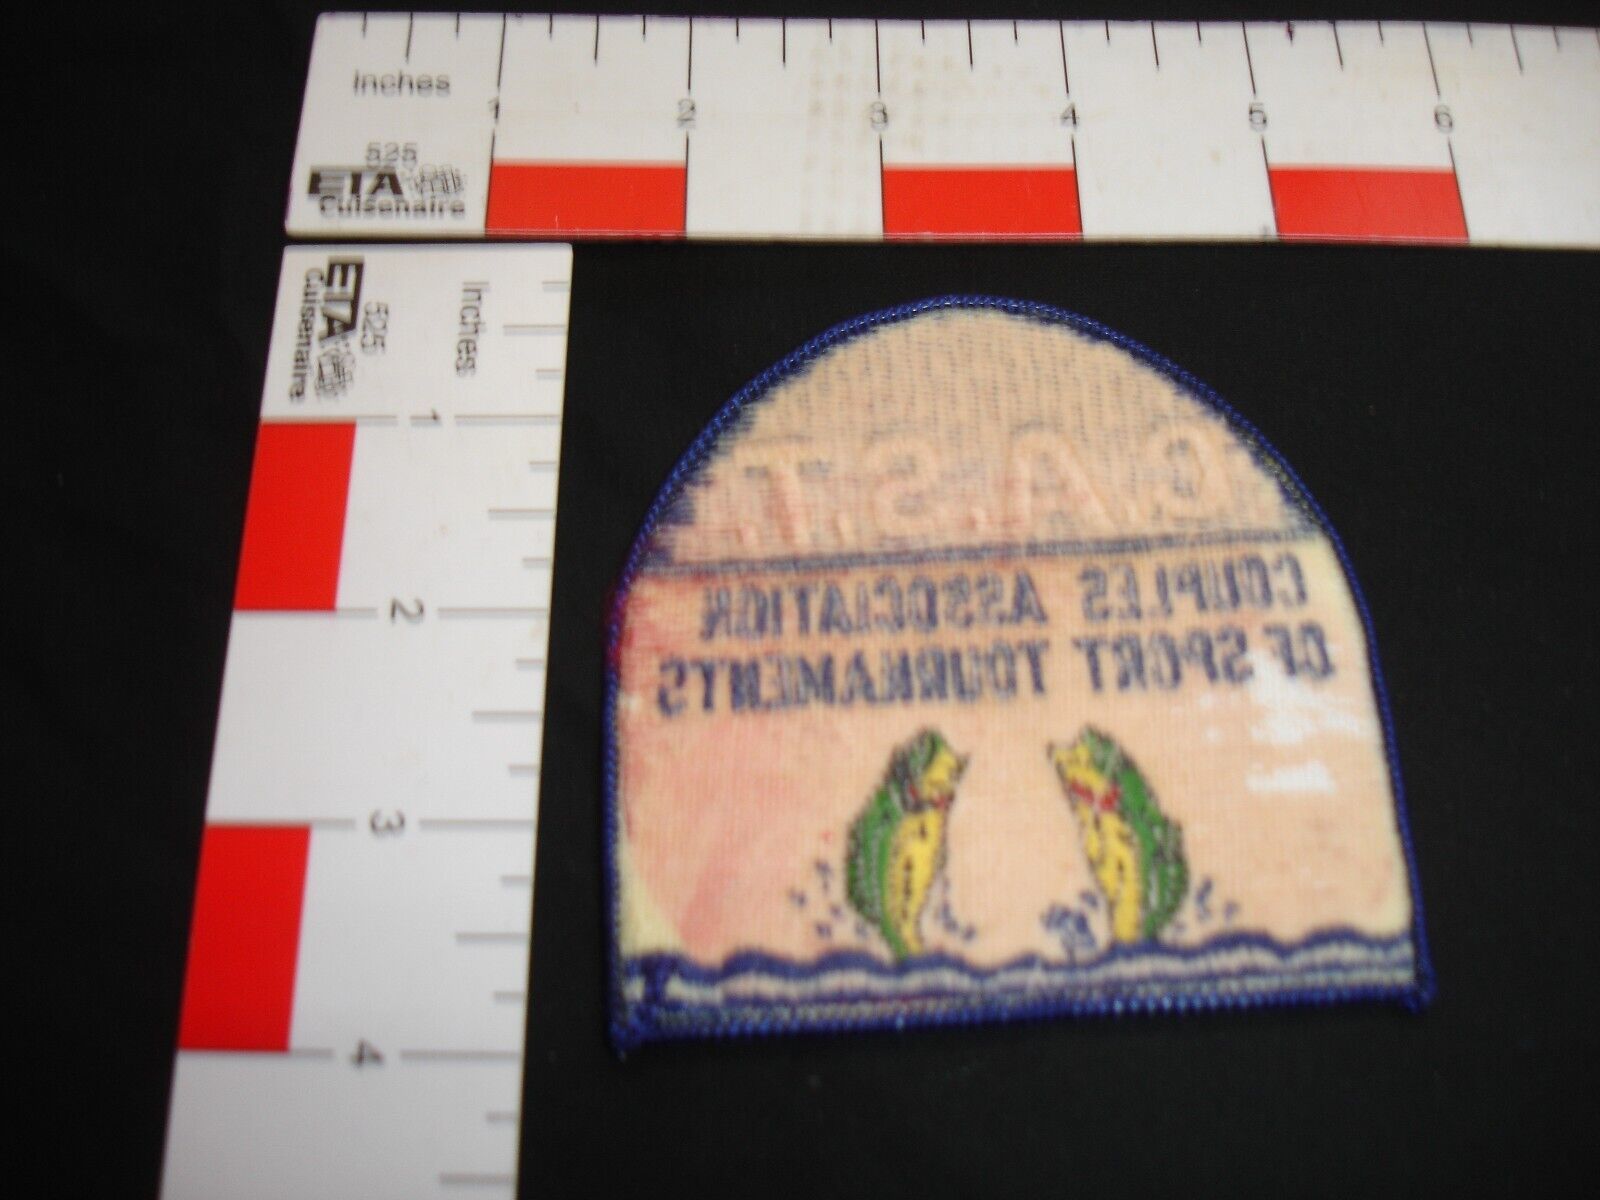 Inches
1 2 3 4 5 6
525
ETA
Cuisenaire
ETA
Cuisenaire
525
Inches
1
2
3
4
C.A.S.T.
COUPLES ASSOCIATION
OF SPORT TOURNAMENTS